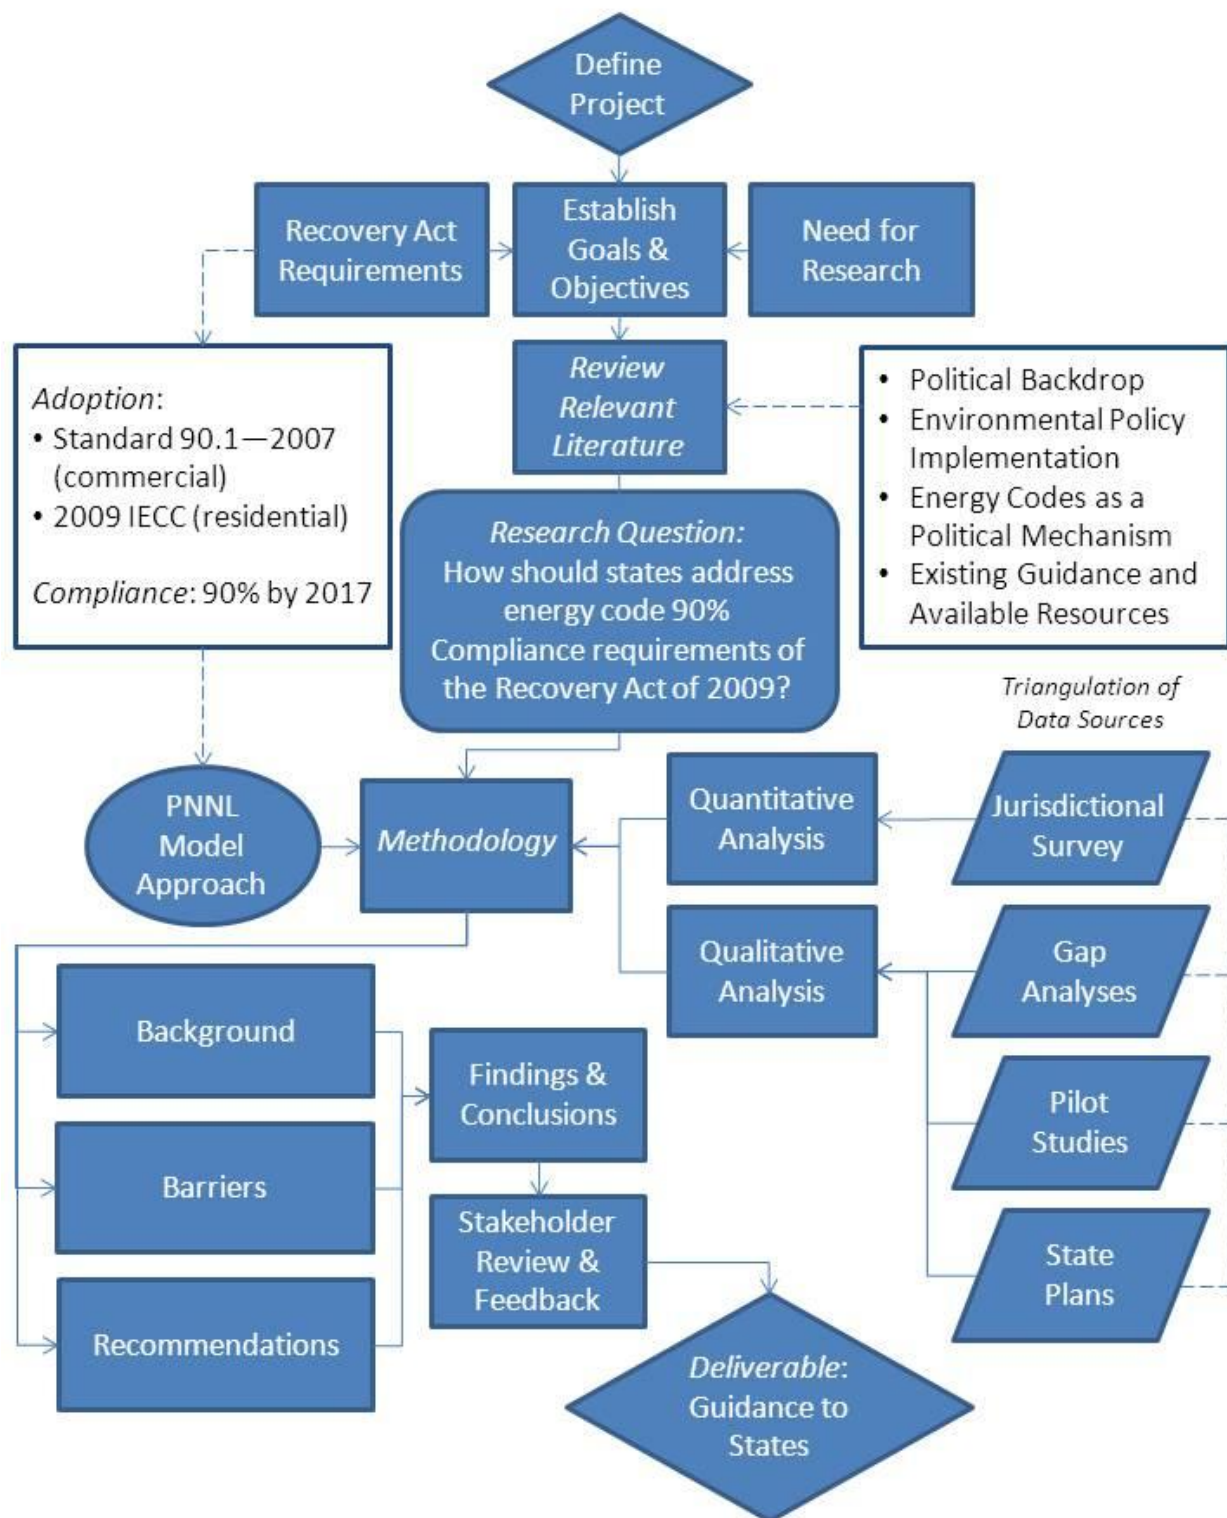 Define
Project
Recovery Act
Requirements
Establish
Goals &
Objectives
Need for
Research
Adoption:
• Standard 90.1—2007
(commercial)
• 2009 IECC (residential)
Compliance: 90% by 2017
Review
Relevant
Literature
• Political Backdrop
• Environmental Policy
Implementation
• Energy Codes as a
Political Mechanism
• Existing Guidance and
Available Resources
Research Question:
How should states address
energy code 90%
Compliance requirements of
the Recovery Act of 2009?
Triangulation of
Data Sources
PNNL
Model
Approach
Methodology
Quantitative
Analysis
Jurisdictional
Survey
Qualitative
Analysis
Gap
Analyses
Pilot
Studies
State
Plans
Background
Barriers
Recommendations
Findings &
Conclusions
Stakeholder
Review &
Feedback
Deliverable:
Guidance to
States